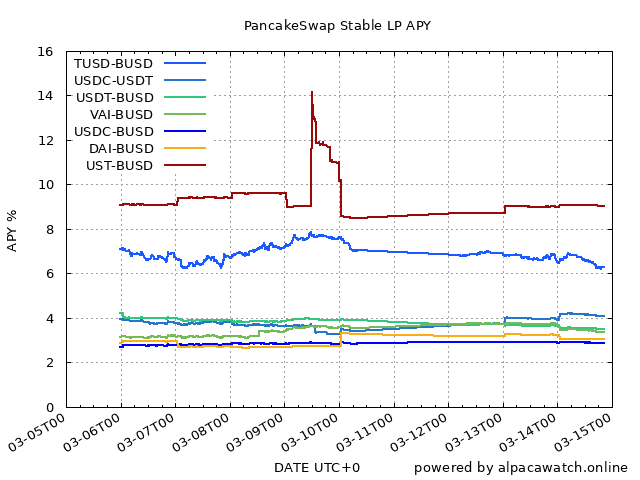 PancakeSwap Stable LP APY
16
14
12
10
8
6
4
2
0
APY %
TUSD-BUSD
USDC-USDT
USDT-BUSD
VAI-BUSD
USDC-BUSD
DAI-BUSD
UST-BUSD
03-05T00
03-06T00
03-07T00
03-08T00
03-09T00
03-10T00
03-11T00
03-12T00
03-13T00
03-14T00
03-15T00
DATE UTC+0
powered by alpacawatch.online